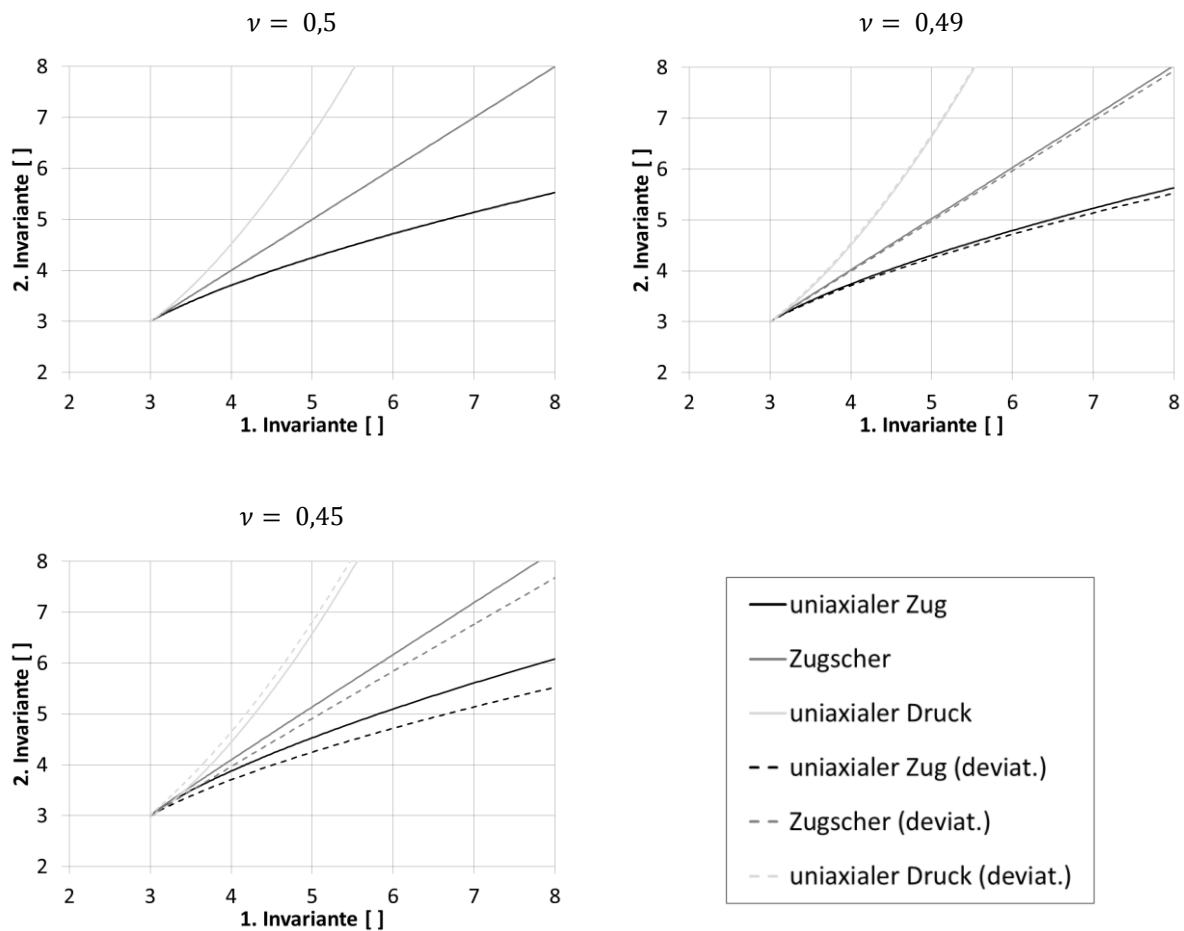 ν = 0,5
8
7
6
5
4
3
2
2. Invariante [ ]
2 3 4 5 6 7 8
1. Invariante [ ]
ν = 0,49
8
7
6
5
4
3
2
2. Invariante [ ]
2 3 4 5 6 7 8
1. Invariante [ ]
ν = 0,45
8
7
6
5
4
3
2
2. Invariante [ ]
2 3 4 5 6 7 8
1. Invariante [ ]
uniaxialer Zug
Zugscher
uniaxialer Druck
uniaxialer Zug (deviat.)
Zugscher (deviat.)
uniaxialer Druck (deviat.)